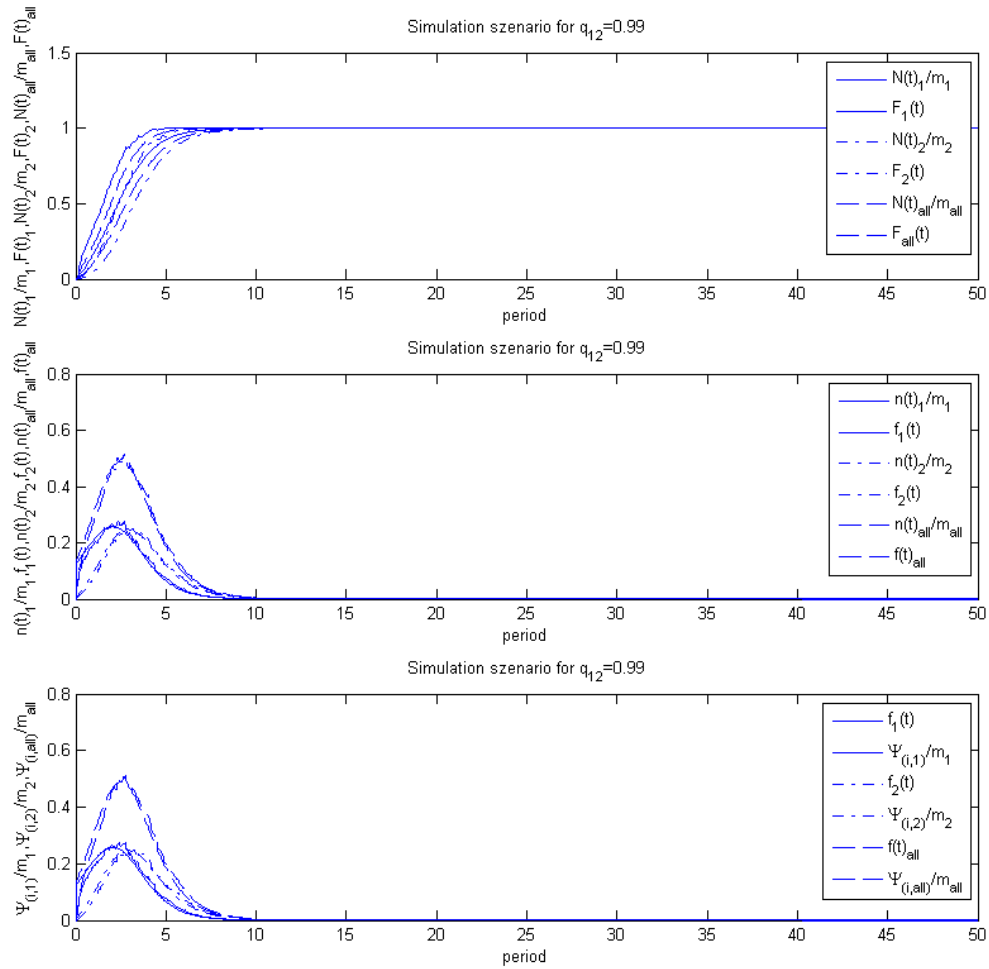 Simulation szenario for q12=0.99
N(t)1/m1,F(t)1,N(t)2/m2,F(t)2,N(t)all/mall,F(t)all
1.5
1
0.5
0
N(t)1/m1
F1(t)
N(t)2/m2
F2(t)
N(t)all/mall
Fall(t)
0 5 10 15 20 25 30 35 40 45 50
period
Simulation szenario for q12=0.99
n(t)1/m1,f1(t),n(t)2/m2,f2(t),n(t)all/mall,f(t)all
0.8
0.6
0.4
0.2
0
n(t)1/m1
f1(t)
n(t)2/m2
f2(t)
n(t)all/mall
f(t)all
0 5 10 15 20 25 30 35 40 45 50
period
Simulation szenario for q12=0.99
Ψ(i,1)/m1,Ψ(i,2)/m2,Ψ(i,all)/mall
0.8
0.6
0.4
0.2
0
f1(t)
Ψ(i,1)/m1
f2(t)
Ψ(i,2)/m2
f(t)all
Ψ(i,all)/mall
0 5 10 15 20 25 30 35 40 45 50
period